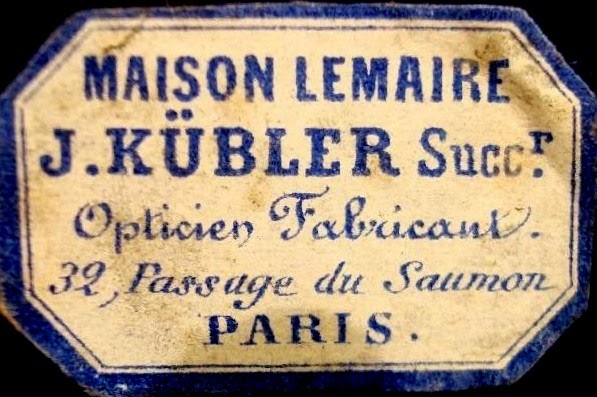 MAISON LEMAIRE
J. KÜBLER Succr.
Opticien Fabricant.
32, Passage du Saumon
PARIS.